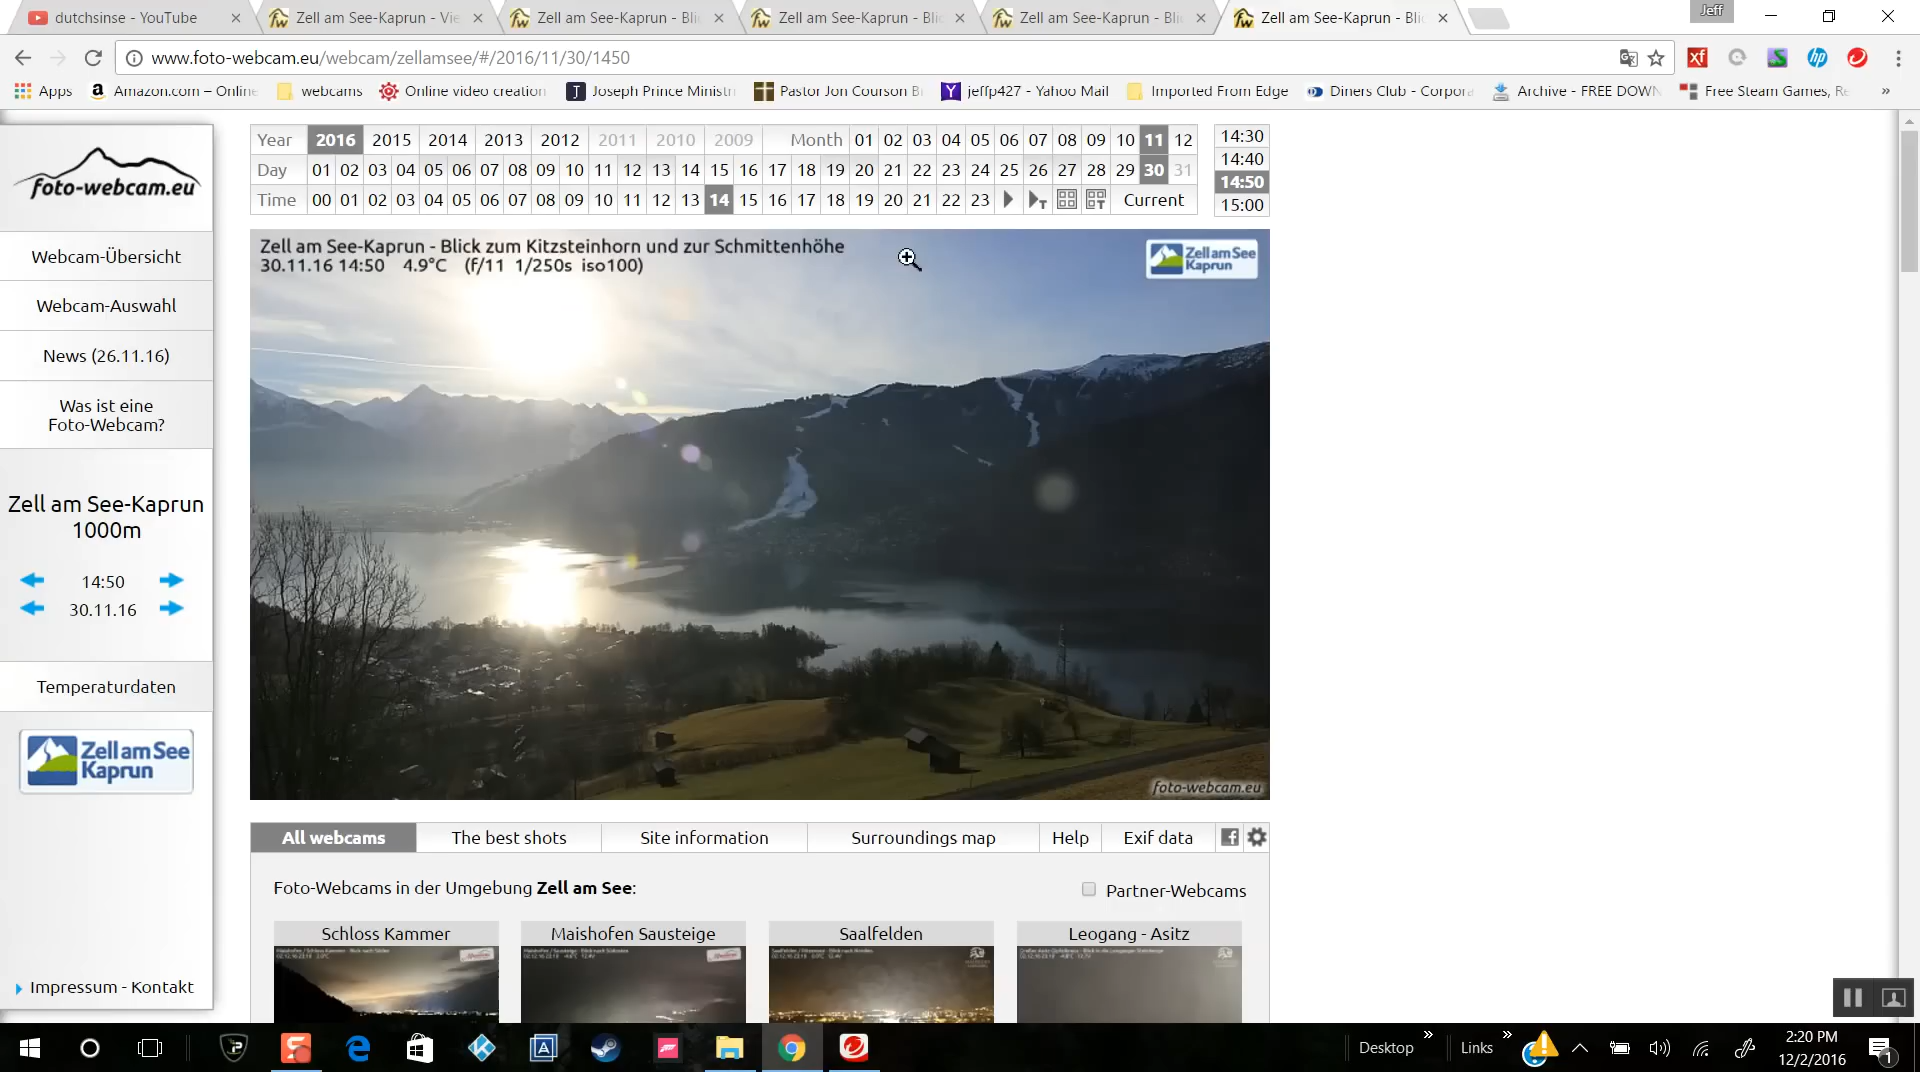 dutchsinse - YouTube
Zell am See-Kaprun - Vie
Zell am See-Kaprun - Bli
Zell am See-Kaprun - Blic
Zell am See-Kaprun - Bli
Zell am See-Kaprun - Bli
Jeff
www.foto-webcam.eu/webcam/zellamsee/#/2016/11/30/1450
Apps
Amazon.com – Online
webcams
Online video creation
Joseph Prince Ministri
Pastor Jon Courson B
jeffp427 - Yahoo Mail
Imported From Edge
Diners Club - Corpora
Archive - FREE DOWN
Free Steam Games, Re
foto-webcam.eu
Webcam-Übersicht
Webcam-Auswahl
News (26.11.16)
Was ist eine
Foto-Webcam?
Zell am See-Kaprun
1000m
14:50
30.11.16
Temperaturdaten
Zell am See
Kaprun
Impressum - Kontakt
Year 2016 2015 2014 2013 2012 2011 2010 2009 Month 01 02 03 04 05 06 07 08 09 10 11 12
Day 01 02 03 04 05 06 07 08 09 10 11 12 13 14 15 16 17 18 19 20 21 22 23 24 25 26 27 28 29 30 31
Time 00 01 02 03 04 05 06 07 08 09 10 11 12 13 14 15 16 17 18 19 20 21 22 23 Current
14:30
14:40
14:50
15:00
Zell am See-Kaprun - Blick zum Kitzsteinhorn und zur Schmittenhöhe
30.11.16 14:50 4.9°C (f/11 1/250s iso100)
Zell am See
Kaprun
foto-webcam.eu
All webcams
The best shots
Site information
Surroundings map
Help
Exif data
Foto-Webcams in der Umgebung Zell am See:
Partner-Webcams
Schloss Kammer
Maishofen Sausteige
Saalfelden
Leogang - Asitz
Desktop
Links
2:20 PM
12/2/2016